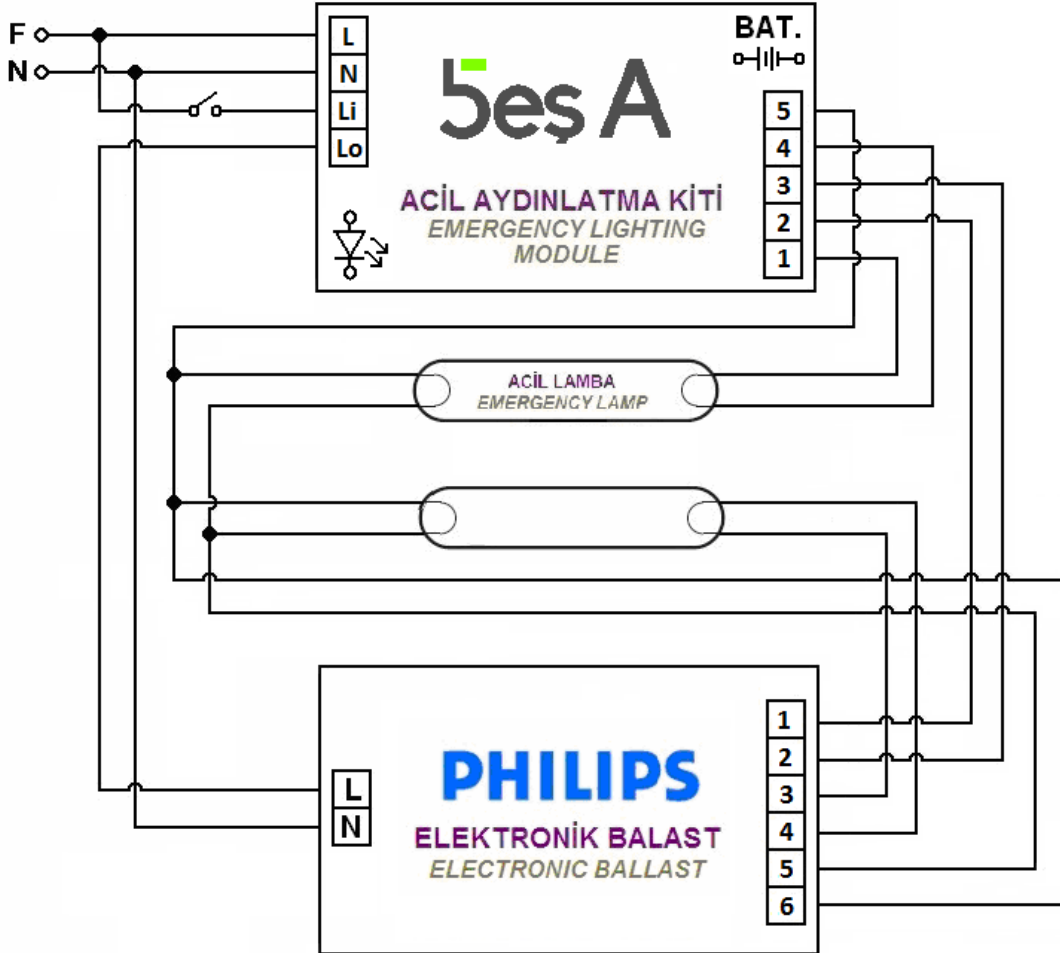 F
N
L
N
Li
Lo
BAT.
5eş A
5
4
3
2
1
ACİL AYDINLATMA KİTİ
EMERGENCY LIGHTING
MODULE
ACİL LAMBA
EMERGENCY LAMP
PHILIPS
ELEKTRONİK BALAST
ELECTRONIC BALLAST
L
N
1
2
3
4
5
6